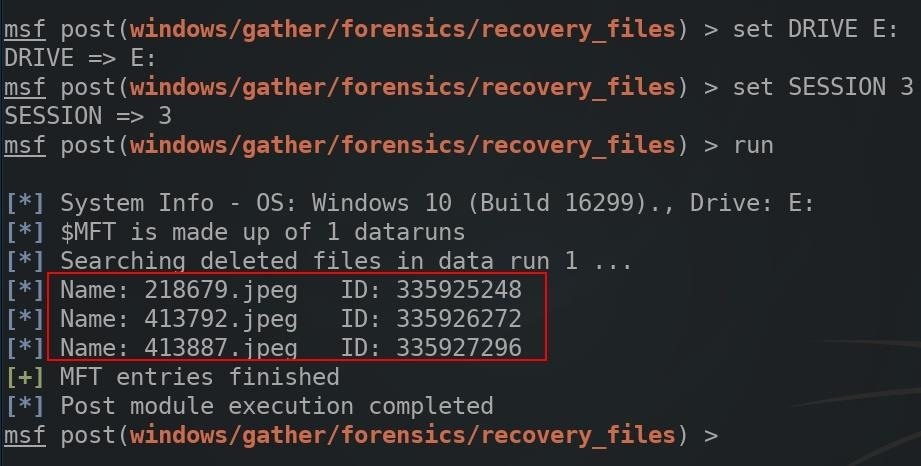 msf post(windows/gather/forensics/recovery_files) > set DRIVE E:
DRIVE => E:
msf post(windows/gather/forensics/recovery_files) > set SESSION 3
SESSION => 3
msf post(windows/gather/forensics/recovery_files) > run
[*] System Info - OS: Windows 10 (Build 16299)., Drive: E:
[*] $MFT is made up of 1 dataruns
[*] Searching deleted files in data run 1 ...
[*] Name: 218679.jpeg   ID: 335925248
[*] Name: 413792.jpeg   ID: 335926272
[*] Name: 413887.jpeg   ID: 335927296
[+] MFT entries finished
[*] Post module execution completed
msf post(windows/gather/forensics/recovery_files) >